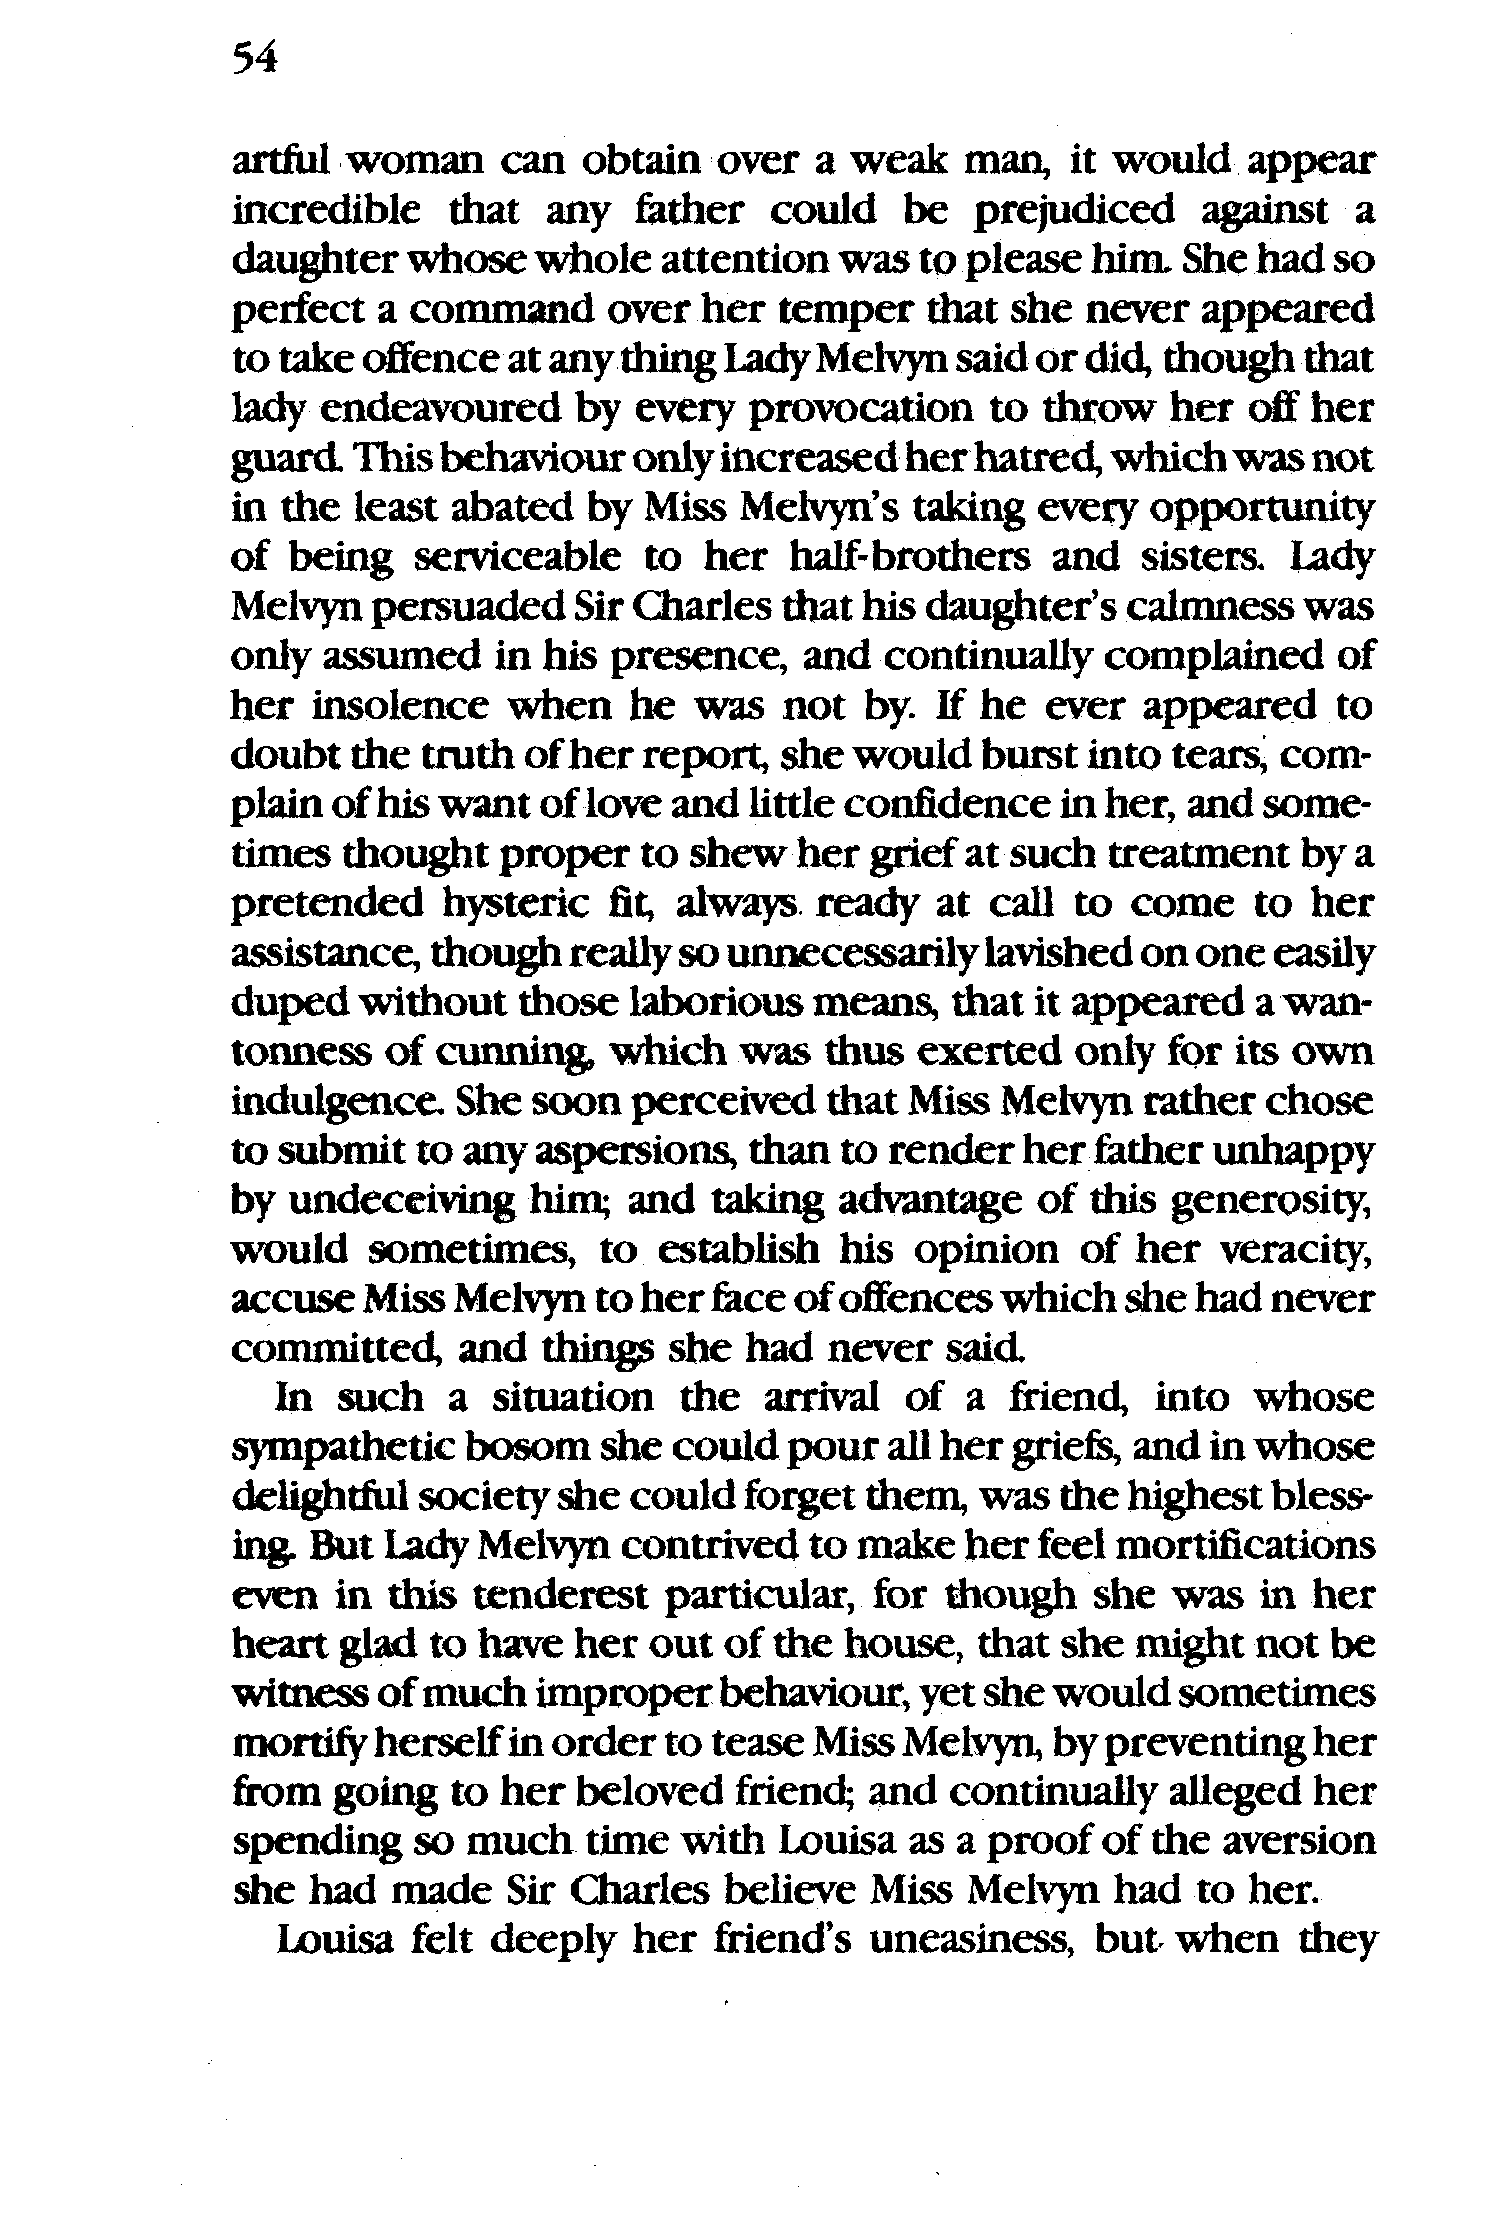 54
artful woman can obtain over a weak man, it would appear
incredible that any father could be prejudiced against a
daughter whose whole attention was to please him. She had so
perfect a command over her temper that she never appeared
to take offence at any thing Lady Melvyn said or did, though that
lady endeavoured by every provocation to throw her off her
guard. This behaviour only increased her hatred, which was not
in the least abated by Miss Melvyn's taking every opportunity
of being serviceable to her half-brothers and sisters. Lady
Melvyn persuaded Sir Charles that his daughter's calmness was
only assumed in his presence, and continually complained of
her insolence when he was not by. If he ever appeared to
doubt the truth of her report, she would burst into tears, com-
plain of his want of love and little confidence in her, and some-
times thought proper to shew her grief at such treatment by a
pretended hysteric fit, always ready at call to come to her
assistance, though really so unnecessarily lavished on one easily
duped without those laborious means, that it appeared a wan-
tonness of cunning, which was thus exerted only for its own
indulgence. She soon perceived that Miss Melvyn rather chose
to submit to any aspersions, than to render her father unhappy
by undeceiving him; and taking advantage of this generosity,
would sometimes, to establish his opinion of her veracity,
accuse Miss Melvyn to her face of offences which she had never
committed, and things she had never said.
In such a situation the arrival of a friend, into whose
sympathetic bosom she could pour all her griefs, and in whose
delightful society she could forget them, was the highest bless-
ing. But Lady Melvyn contrived to make her feel mortifications
even in this tenderest particular, for though she was in her
heart glad to have her out of the house, that she might not be
witness of much improper behaviour, yet she would sometimes
mortify herself in order to tease Miss Melvyn, by preventing her
from going to her beloved friend; and continually alleged her
spending so much time with Louisa as a proof of the aversion
she had made Sir Charles believe Miss Melvyn had to her.
Louisa felt deeply her friend's uneasiness, but when they